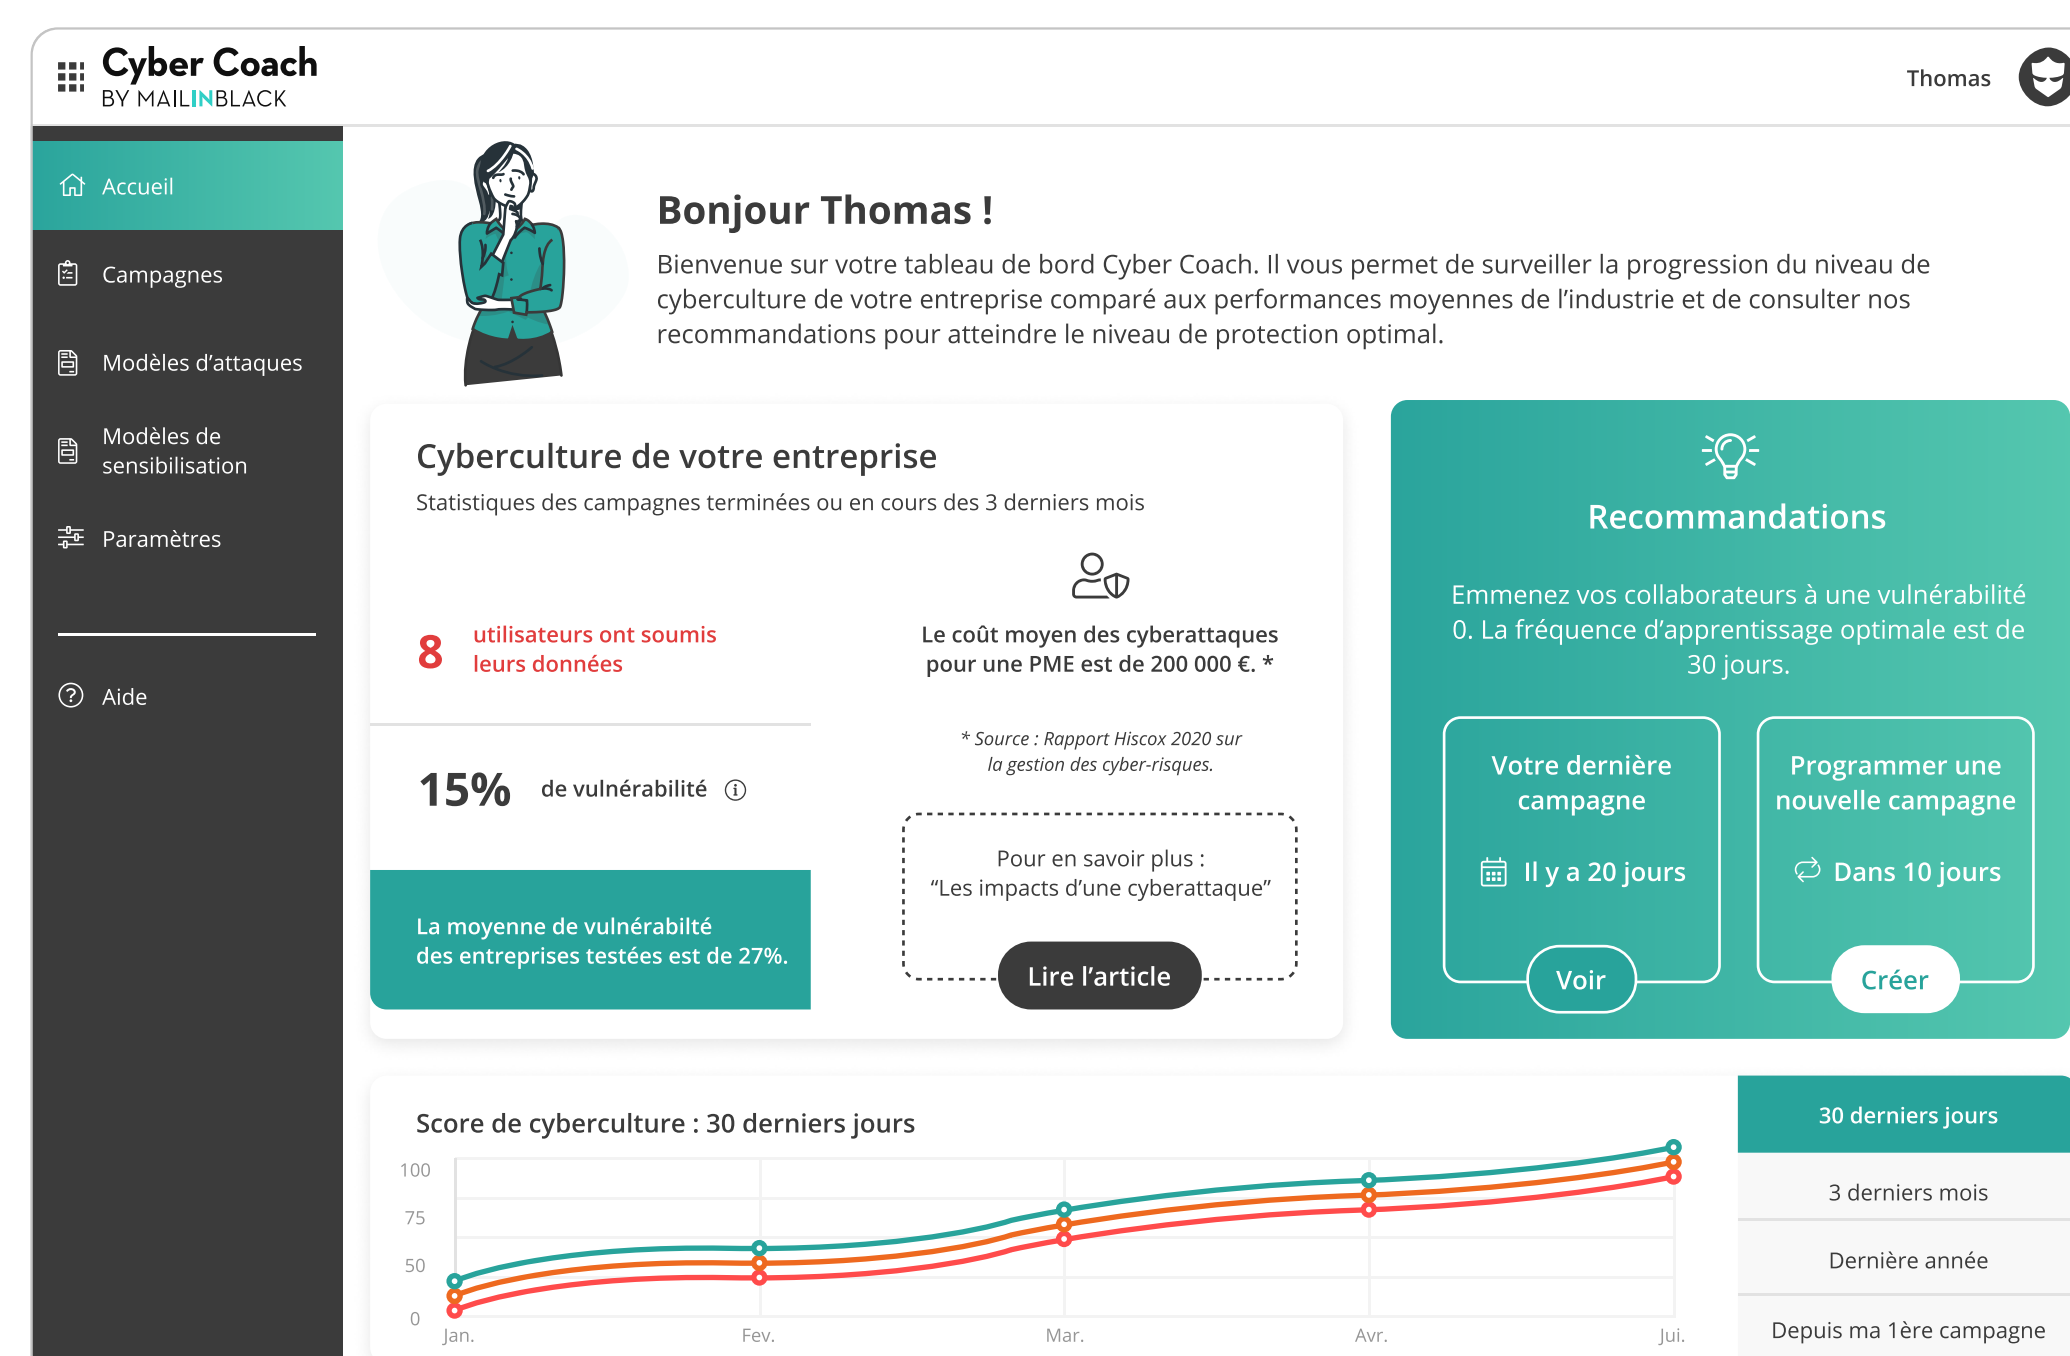 Cyber Coach
BY MAILINBLACK
Thomas
Accueil
Campagnes
Modèles d’attaques
Modèles de
sensibilisation
Paramètres
Aide
Bonjour Thomas !
Bienvenue sur votre tableau de bord Cyber Coach. Il vous permet de surveiller la progression du niveau de
cyberculture de votre entreprise comparé aux performances moyennes de l’industrie et de consulter nos
recommandations pour atteindre le niveau de protection optimal.
Cyberculture de votre entreprise
Statistiques des campagnes terminées ou en cours des 3 derniers mois
8
utilisateurs ont soumis
leurs données
15%
de vulnérabilité
La moyenne de vulnérabilté
des entreprises testées est de 27%.
Le coût moyen des cyberattaques
pour une PME est de 200 000 €. *
* Source : Rapport Hiscox 2020 sur
la gestion des cyber-risques.
Pour en savoir plus :
“Les impacts d’une cyberattaque”
Lire l’article
Recommandations
Emmenez vos collaborateurs à une vulnérabilité
0. La fréquence d’apprentissage optimale est de
30 jours.
Votre dernière
campagne
Il y a 20 jours
Voir
Programmer une
nouvelle campagne
Dans 10 jours
Créer
Score de cyberculture : 30 derniers jours
100
75
50
0
Jan.
Fev.
Mar.
Avr.
Jui.
30 derniers jours
3 derniers mois
Dernière année
Depuis ma 1ère campagne